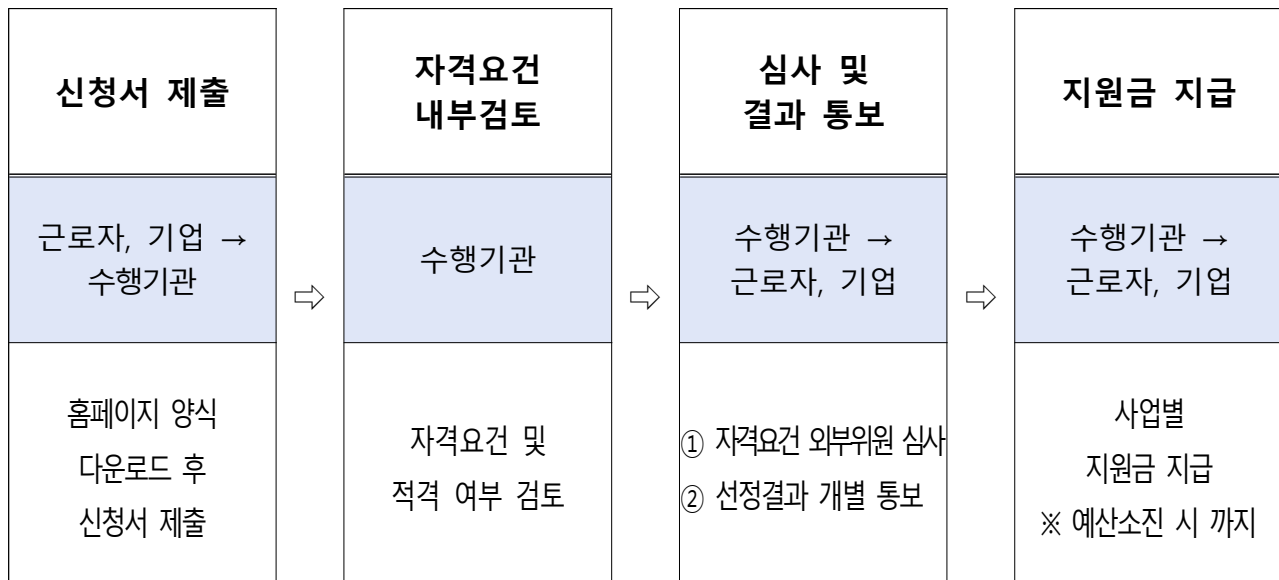 신청서 제출
근로자, 기업 →
수행기관
홈페이지 양식
다운로드 후
신청서 제출
⇨
자격요건
내부검토
수행기관
자격요건 및
적격 여부 검토
⇨
심사 및
결과 통보
수행기관 →
근로자, 기업
① 자격요건 외부위원 심사
② 선정결과 개별 통보
⇨
지원금 지급
수행기관 →
근로자, 기업
사업별
지원금 지급
※ 예산소진 시 까지